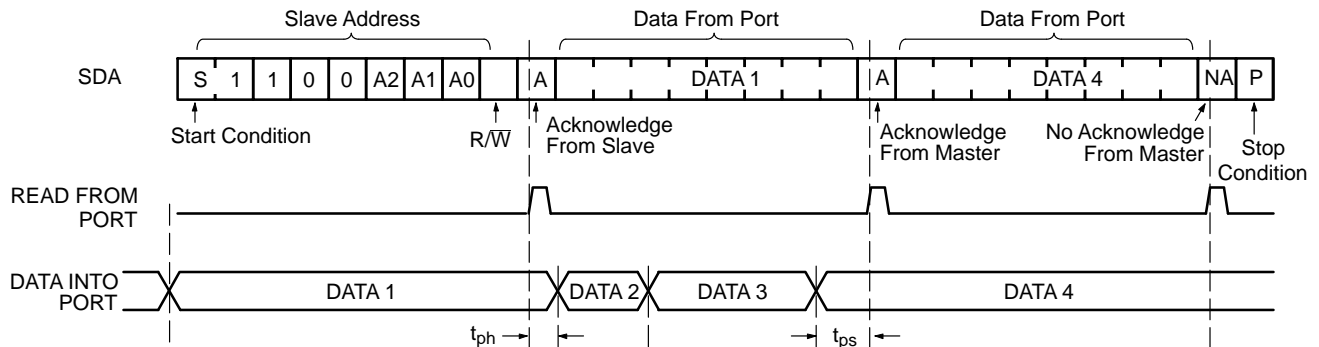 Slave Address
Data From Port
Data From Port
SDA
S 1 1 0 0 A2 A1 A0 A DATA 1 A DATA 4 NA P
Start Condition
R/W̅
Acknowledge
From Slave
Acknowledge
From Master
No Acknowledge
From Master
Stop
Condition
READ FROM
PORT
DATA INTO
PORT
DATA 1
DATA 2
DATA 3
DATA 4
tph
tps